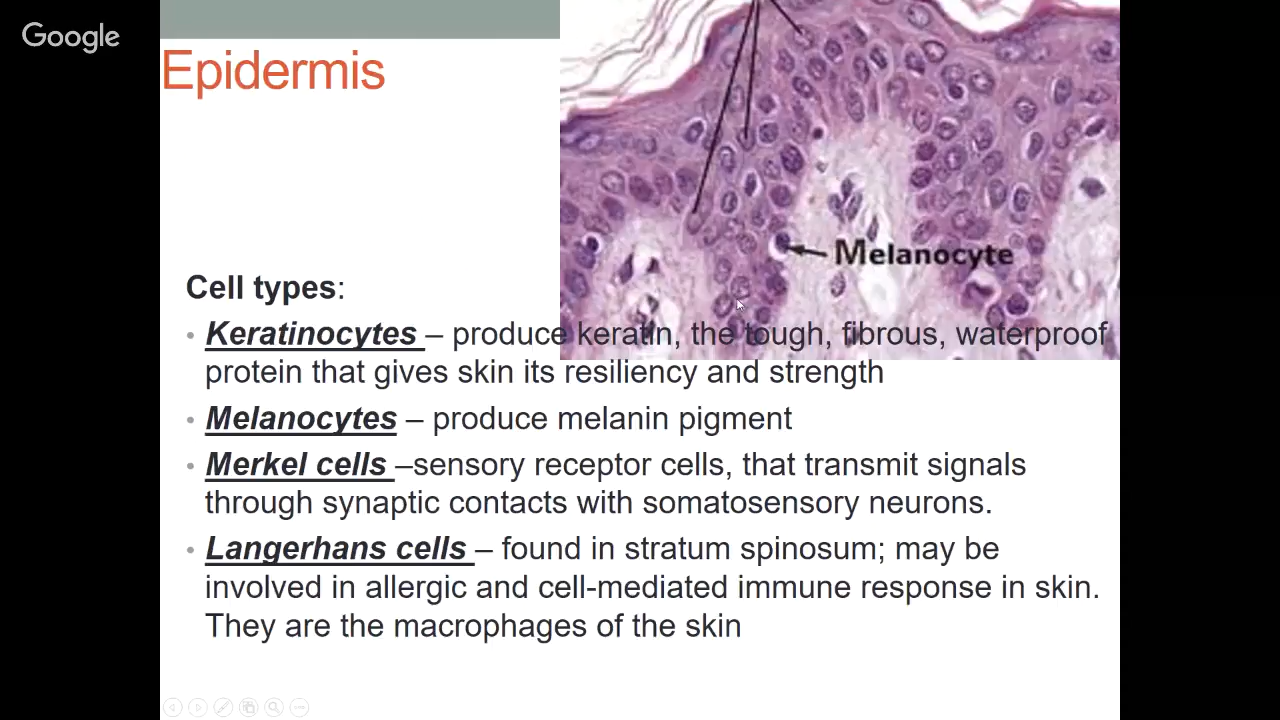 Google
Epidermis
Melanocyte
Cell types:
• Keratinocytes – produce keratin, the tough, fibrous, waterproof
protein that gives skin its resiliency and strength
• Melanocytes – produce melanin pigment
• Merkel cells –sensory receptor cells, that transmit signals
through synaptic contacts with somatosensory neurons.
• Langerhans cells – found in stratum spinosum; may be
involved in allergic and cell-mediated immune response in skin.
They are the macrophages of the skin